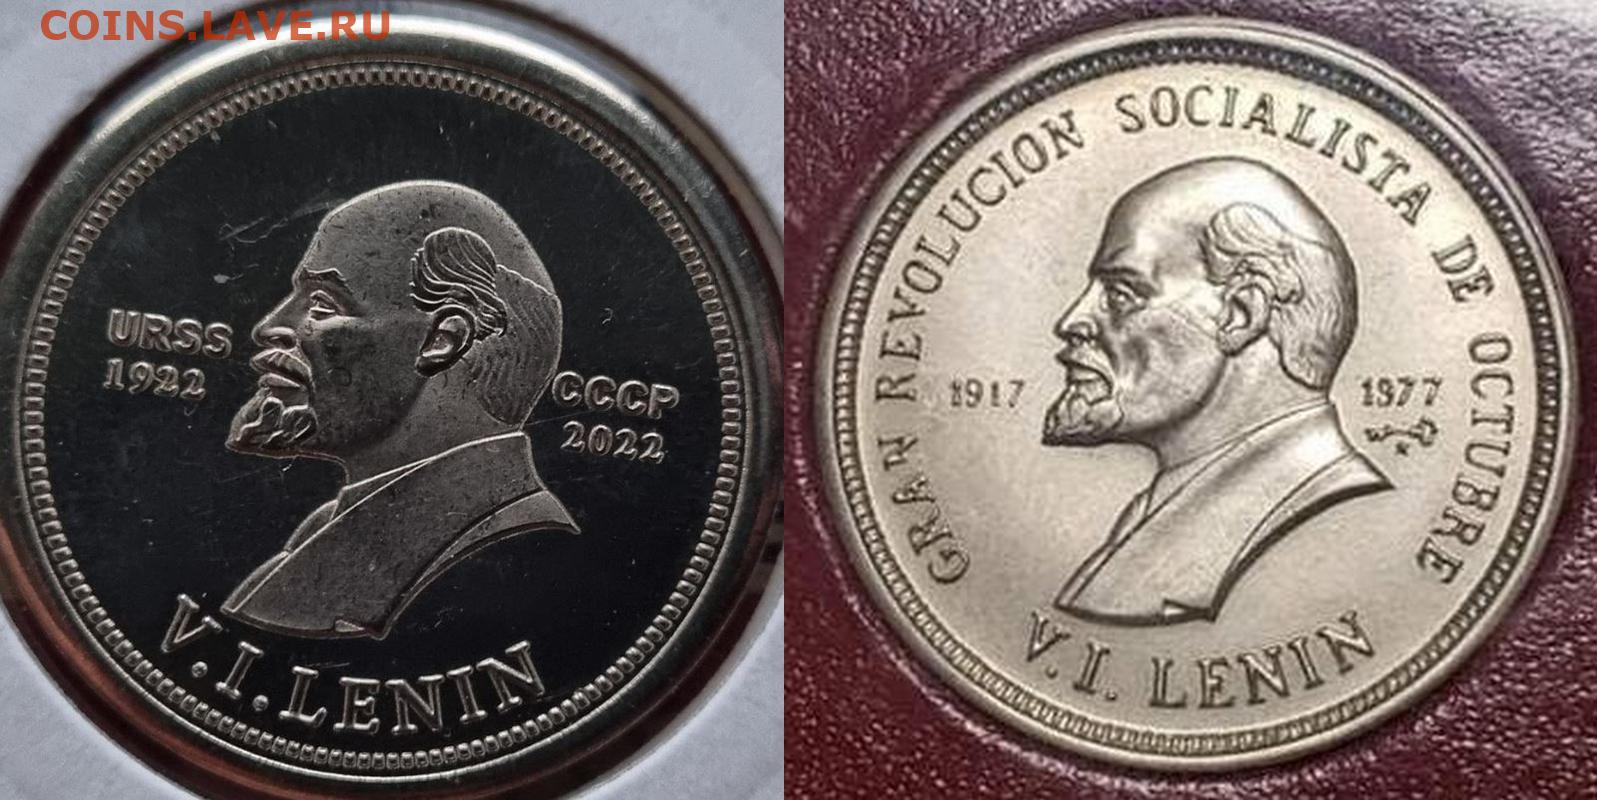 COINS.LAVE.RU
URSS
1922
CCCP
2022
V.I.LENIN
GRAN REVOLUCION SOCIALISTA DE OCTUBRE
1917
1977
V.I. LENIN